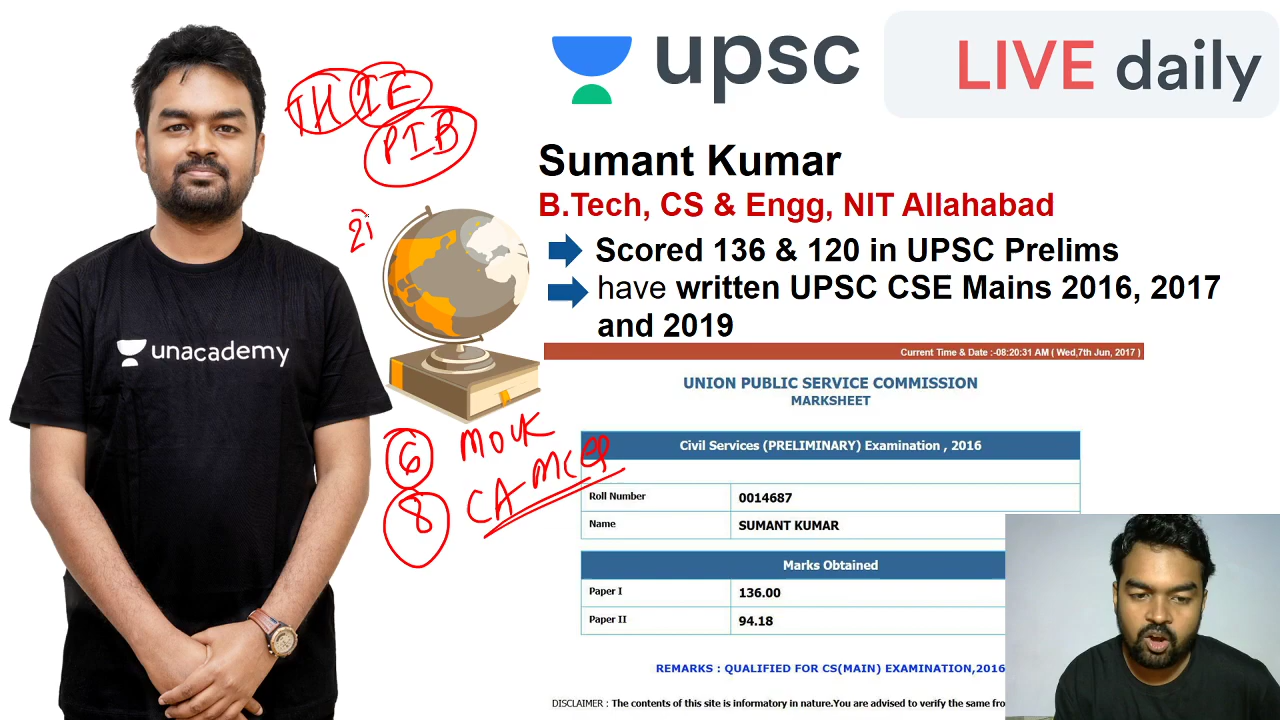 upsc
LIVE daily
Sumant Kumar
B.Tech, CS & Engg, NIT Allahabad
Scored 136 & 120 in UPSC Prelims
have written UPSC CSE Mains 2016, 2017
and 2019
Current Time & Date :-08:20:31 AM ( Wed,7th Jun, 2017 )
UNION PUBLIC SERVICE COMMISSION
MARKSHEET
Civil Services (PRELIMINARY) Examination , 2016
Roll Number 0014687
Name SUMANT KUMAR
Marks Obtained
Paper I 136.00
Paper II 94.18
REMARKS : QUALIFIED FOR CS(MAIN) EXAMINATION,2016
DISCLAIMER : The contents of this site is informatory in nature.You are advised to verify the same
unacademy
TH IE
PIB
6 MOCK
8 CA-MCQ